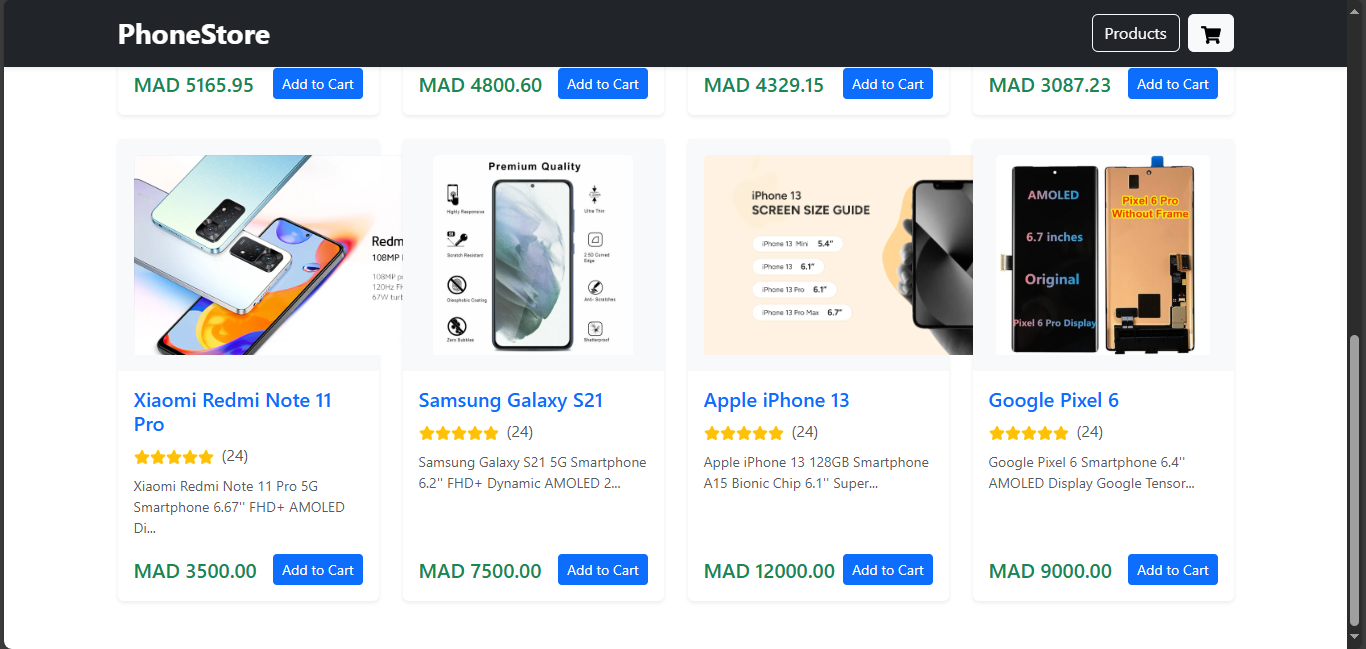 PhoneStore
Products
MAD 5165.95
Add to Cart
MAD 4800.60
Add to Cart
MAD 4329.15
Add to Cart
MAD 3087.23
Add to Cart
Redm
108MP
108MP
120Hz
67W turb
Premium Quality
Highly Responsive
Ultra Thin
Scratch Resistant
2.5D Curved
Edge
Oleophobic Coating
Anti- Scratches
Zero Bubbles
Shatterproof
iPhone 13
SCREEN SIZE GUIDE
iPhone 13 Mini 5.4"
iPhone 13 6.1"
iPhone 13 Pro 6.1"
iPhone 13 Pro Max 6.7"
AMOLED
6.7 inches
Original
Pixel 6 Pro Display
Pixel 6 Pro
Without Frame
Xiaomi Redmi Note 11
Pro
(24)
Xiaomi Redmi Note 11 Pro 5G
Smartphone 6.67'' FHD+ AMOLED
Di...
MAD 3500.00
Add to Cart
Samsung Galaxy S21
(24)
Samsung Galaxy S21 5G Smartphone
6.2'' FHD+ Dynamic AMOLED 2...
MAD 7500.00
Add to Cart
Apple iPhone 13
(24)
Apple iPhone 13 128GB Smartphone
A15 Bionic Chip 6.1'' Super...
MAD 12000.00
Add to Cart
Google Pixel 6
(24)
Google Pixel 6 Smartphone 6.4''
AMOLED Display Google Tensor...
MAD 9000.00
Add to Cart